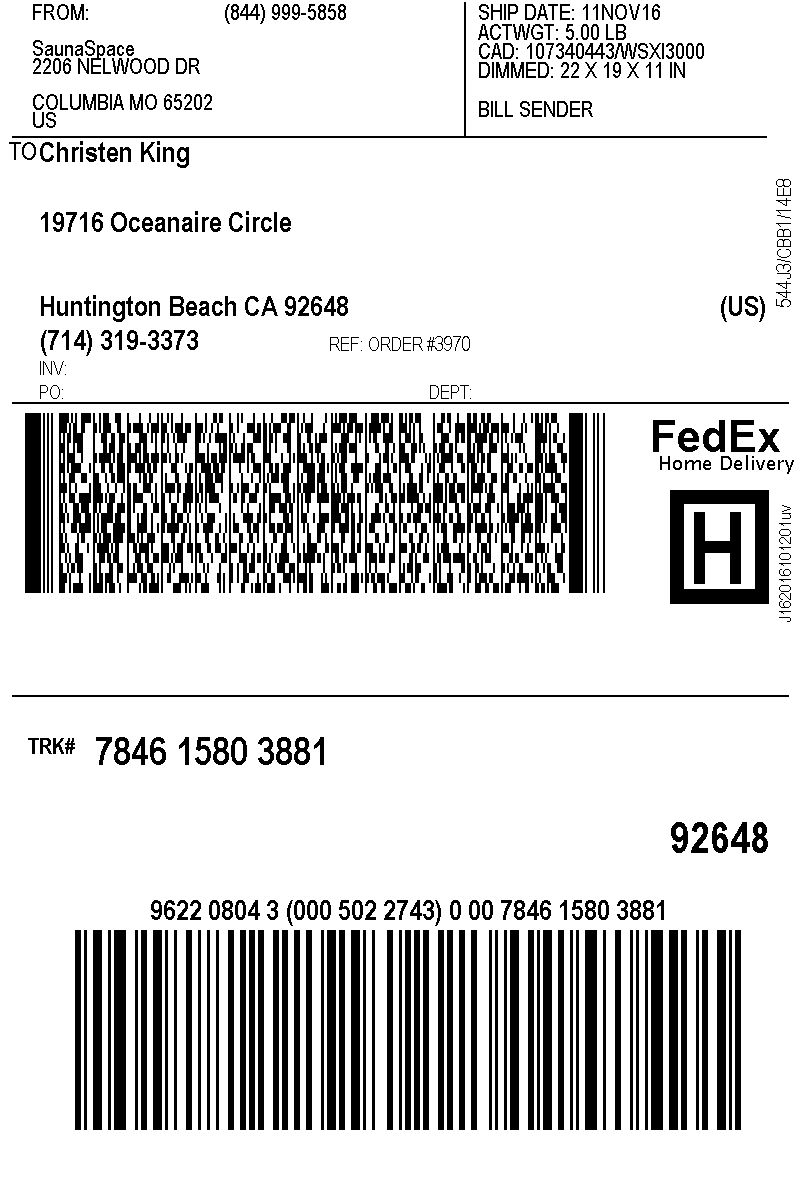 FROM: (844) 999-5858
SaunaSpace
2206 NELWOOD DR
COLUMBIA MO 65202
US
SHIP DATE: 11NOV16
ACTWGT: 5.00 LB
CAD: 107340443/WSXI3000
DIMMED: 22 X 19 X 11 IN
BILL SENDER
TO Christen King
19716 Oceanaire Circle
Huntington Beach CA 92648 (US)
(714) 319-3373 REF: ORDER #3970
INV:
PO: DEPT:
544J3/CBB1/14E8
FedEx
Home Delivery
H
J162016101201uv
TRK# 7846 1580 3881
92648
9622 0804 3 (000 502 2743) 0 00 7846 1580 3881